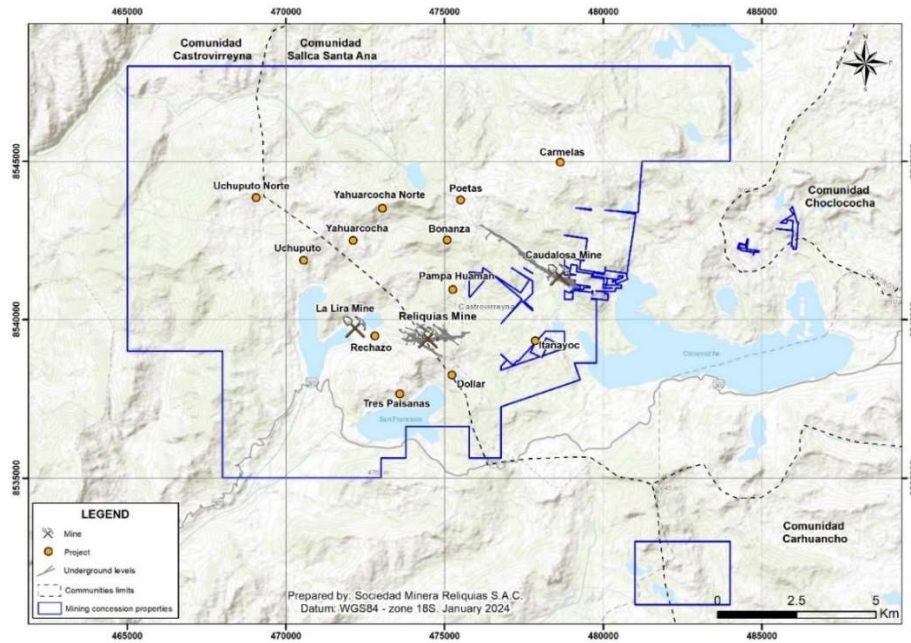 465000 470000 475000 480000 485000
Comunidad
Castrovirreyna
Comunidad
Sallca Santa Ana
N
8545000
Carmelas
Uchuputo Norte
Yahuarcocha Norte
Poetas
Comunidad
Choclococha
Yahuarcocha
Bonanza
Uchuputo
Caudalosa Mine
Pampa Huaman
Castrovirreyna
8540000
8540000
La Lira Mine
Reliquias Mine
Rechazo
Itanayoc
Dollar
Tres Paisanas
San Francisco
8535000
8535000
LEGEND
Mine
Project
Underground levels
Communities limits
Mining concession properties
Comunidad
Carhuancho
Prepared by: Sociedad Minera Reliquias S.A.C.
Datum: WGS84 - zone 18S. January 2024
0 2.5 5
Km
465000 470000 475000 480000 485000